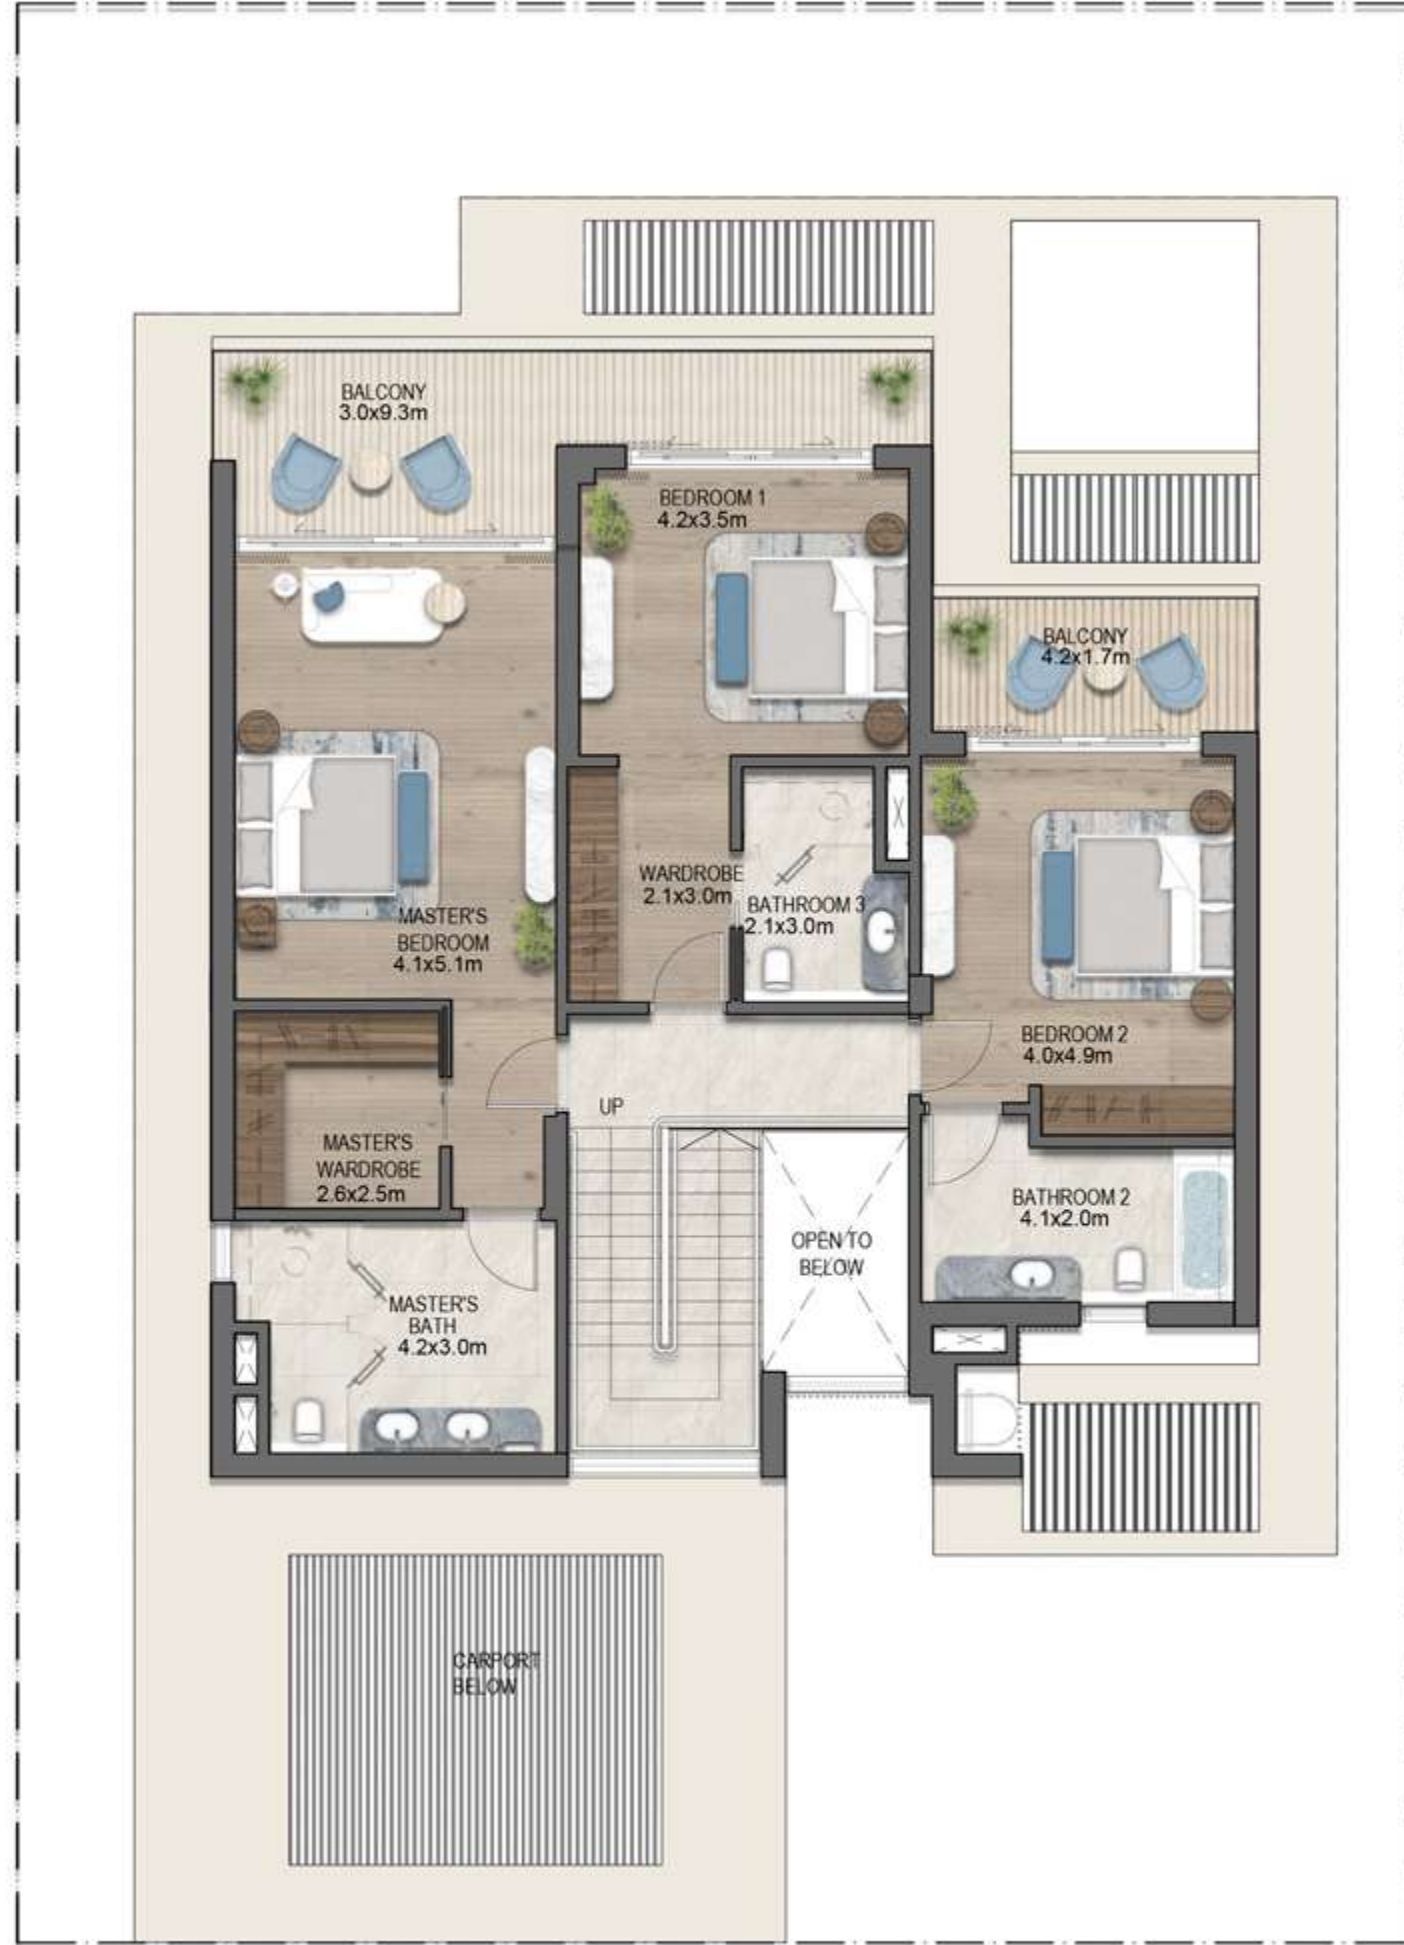 BALCONY
3.0x9.3m
BEDROOM 1
4.2x3.5m
BALCONY
4.2x1.7m
WARDROBE
2.1x3.0m
BATHROOM 3
2.1x3.0m
MASTER'S
BEDROOM
4.1x5.1m
BEDROOM 2
4.0x4.9m
UP
MASTER'S
WARDROBE
2.6x2.5m
BATHROOM 2
4.1x2.0m
OPEN TO
BELOW
MASTER'S
BATH
4.2x3.0m
CARPORT
BELOW